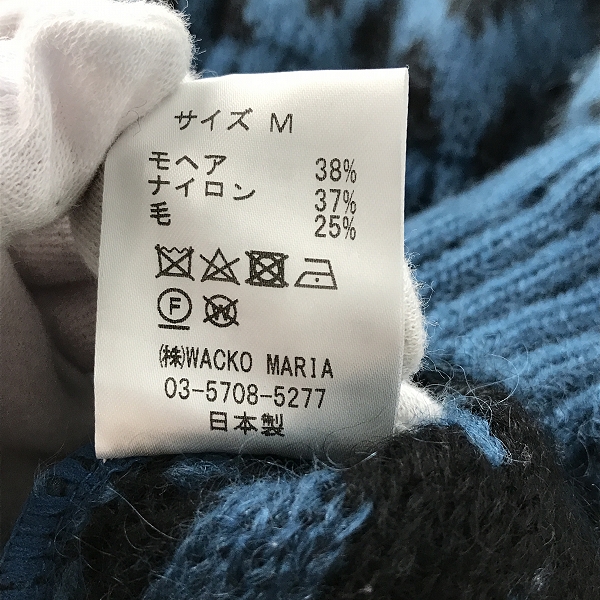 サイズ M
モヘア 38%
ナイロン 37%
毛 25%
F
W
㈱WACKO MARIA
03-5708-5277
日本製